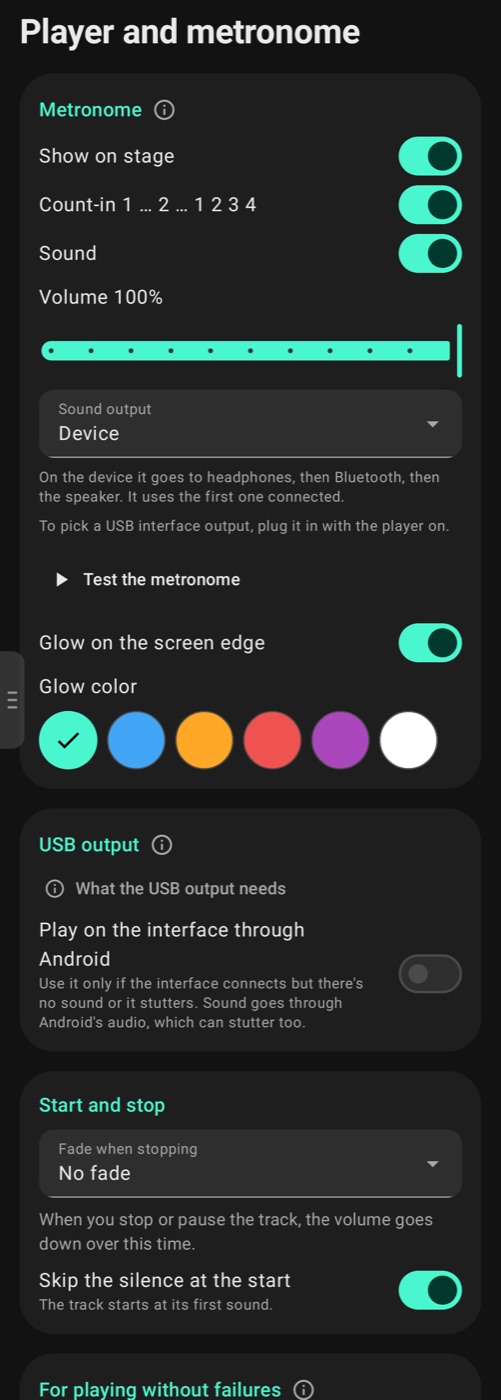 Player and metronome
Metronome
Show on stage
Count-in 1 … 2 … 1 2 3 4
Sound
Volume 100%
Sound output
Device
On the device it goes to headphones, then Bluetooth, then
the speaker. It uses the first one connected.
To pick a USB interface output, plug it in with the player on.
Test the metronome
Glow on the screen edge
Glow color
USB output
What the USB output needs
Play on the interface through
Android
Use it only if the interface connects but there's
no sound or it stutters. Sound goes through
Android's audio, which can stutter too.
Start and stop
Fade when stopping
No fade
When you stop or pause the track, the volume goes
down over this time.
Skip the silence at the start
The track starts at its first sound.
For playing without failures